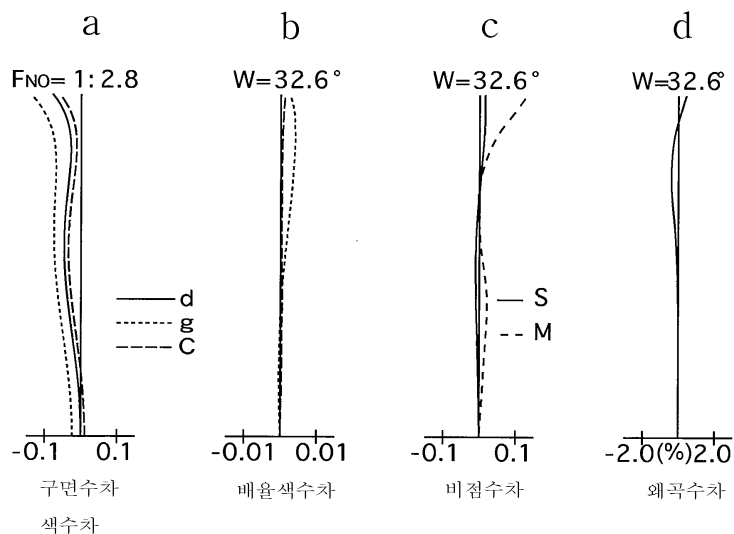 a
b
c
d
FNO= 1:2.8
W=32.6°
W=32.6°
W=32.6°
d
g
C
S
M
-0.1 0.1
-0.01 0.01
-0.1 0.1
-2.0(%)2.0
구면수차
색수차
배율색수차
비점수차
왜곡수차